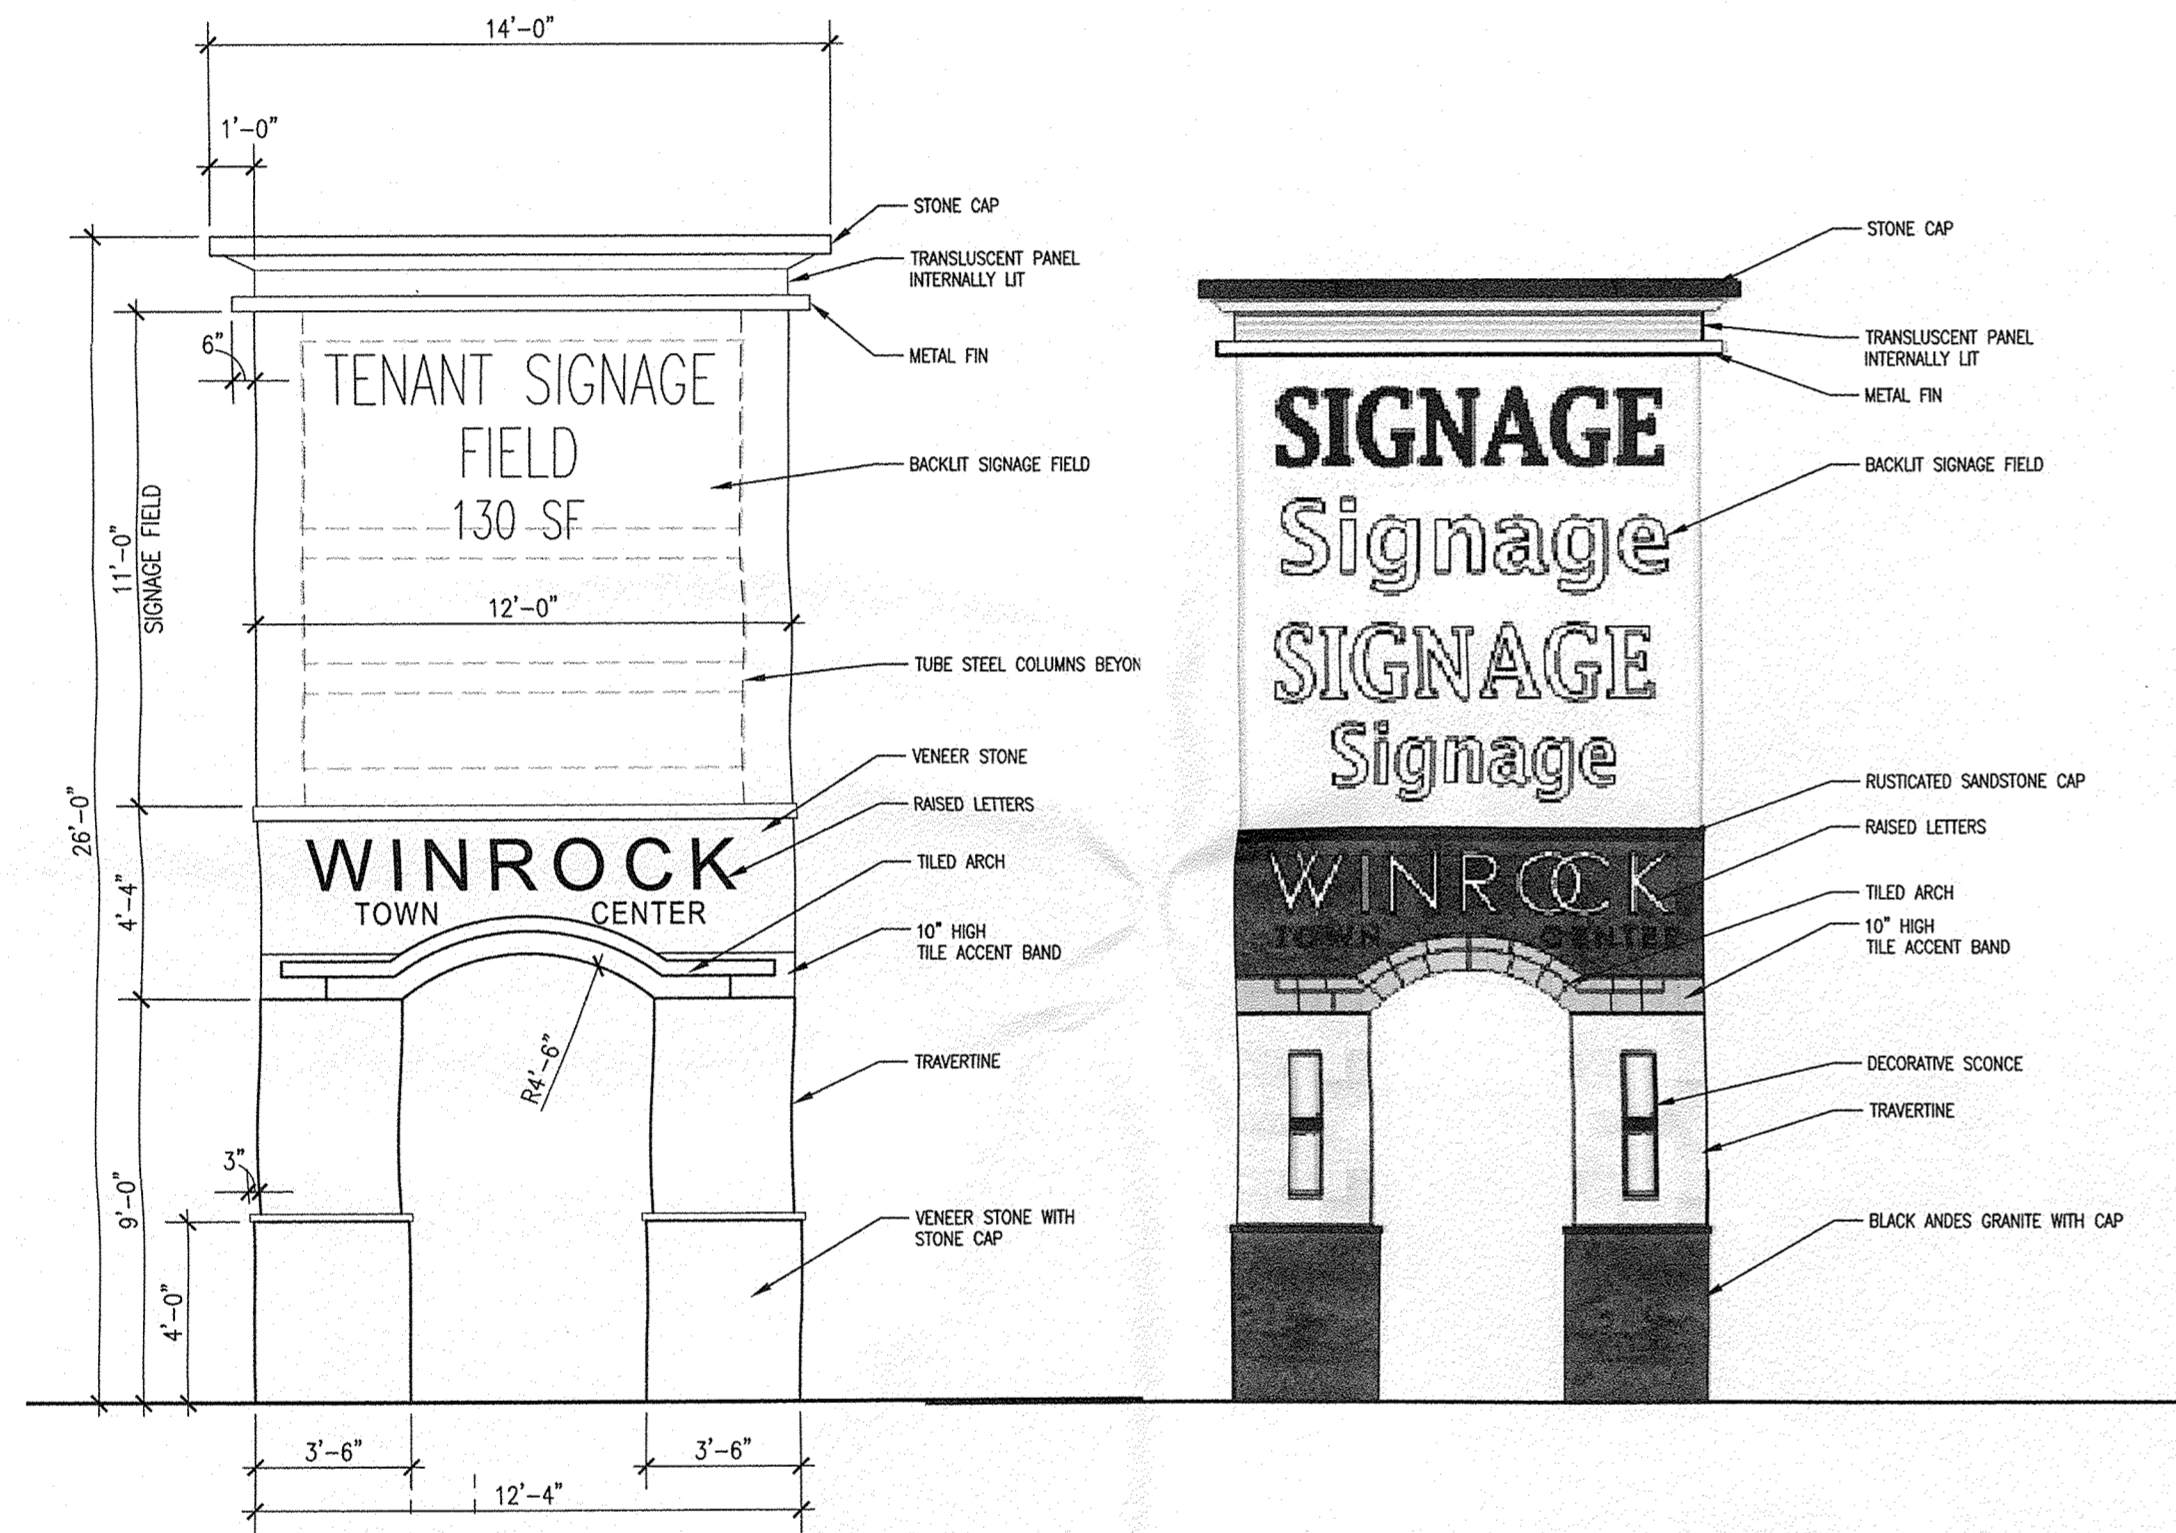 14'-0"
1'-0"
STONE CAP
TRANSLUSCENT PANEL
INTERNALLY LIT
METAL FIN
6"
TENANT SIGNAGE
FIELD
130 SF
BACKLIT SIGNAGE FIELD
11'-0"
SIGNAGE FIELD
12'-0"
TUBE STEEL COLUMNS BEYON
VENEER STONE
RAISED LETTERS
26'-0"
WINROCK
TOWN CENTER
TILED ARCH
4'-4"
10" HIGH
TILE ACCENT BAND
R4'-6"
TRAVERTINE
3"
9'-0"
VENEER STONE WITH
STONE CAP
4'-0"
3'-6"
3'-6"
12'-4"
STONE CAP
TRANSLUSCENT PANEL
INTERNALLY LIT
METAL FIN
SIGNAGE
BACKLIT SIGNAGE FIELD
Signage
SIGNAGE
Signage
RUSTICATED SANDSTONE CAP
RAISED LETTERS
WINROCK
TOWN CENTER
TILED ARCH
10" HIGH
TILE ACCENT BAND
DECORATIVE SCONCE
TRAVERTINE
BLACK ANDES GRANITE WITH CAP